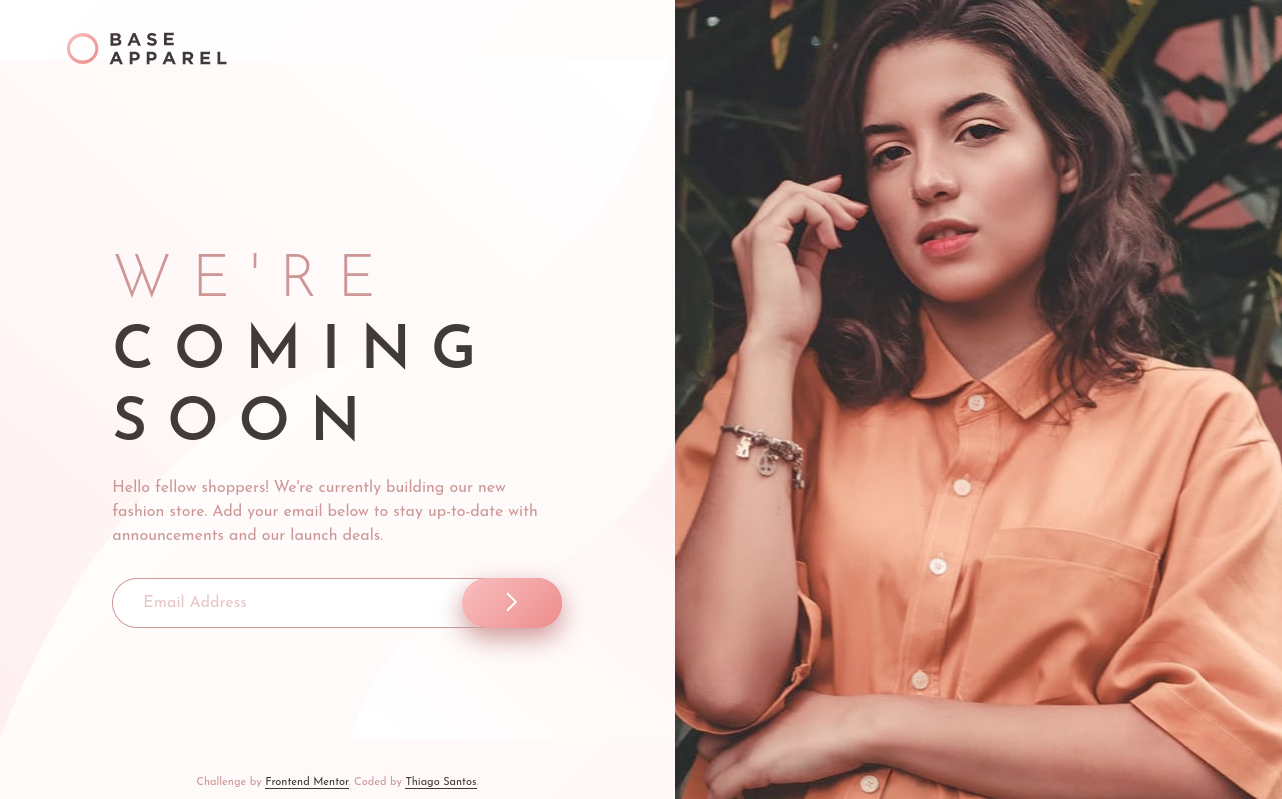 BASE
APPAREL
WE'RE
COMING
SOON
Hello fellow shoppers! We're currently building our new
fashion store. Add your email below to stay up-to-date with
announcements and our launch deals.
Email Address
Challenge by Frontend Mentor. Coded by Thiago Santos.